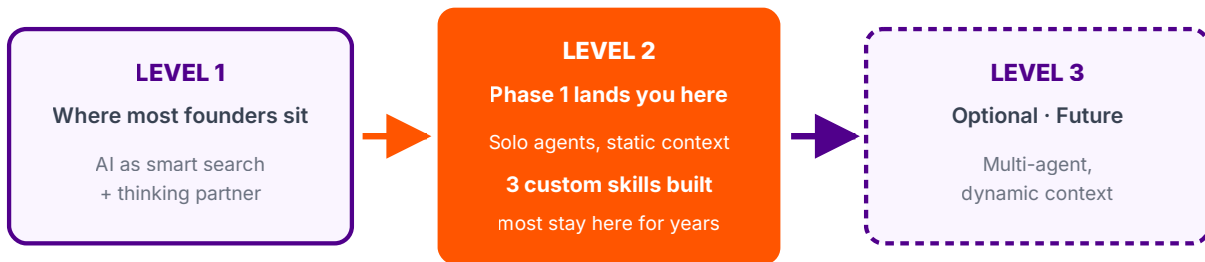 LEVEL 1
Where most founders sit
AI as smart search
+ thinking partner
LEVEL 2
Phase 1 lands you here
Solo agents, static context
3 custom skills built
most stay here for years
LEVEL 3
Optional · Future
Multi-agent,
dynamic context